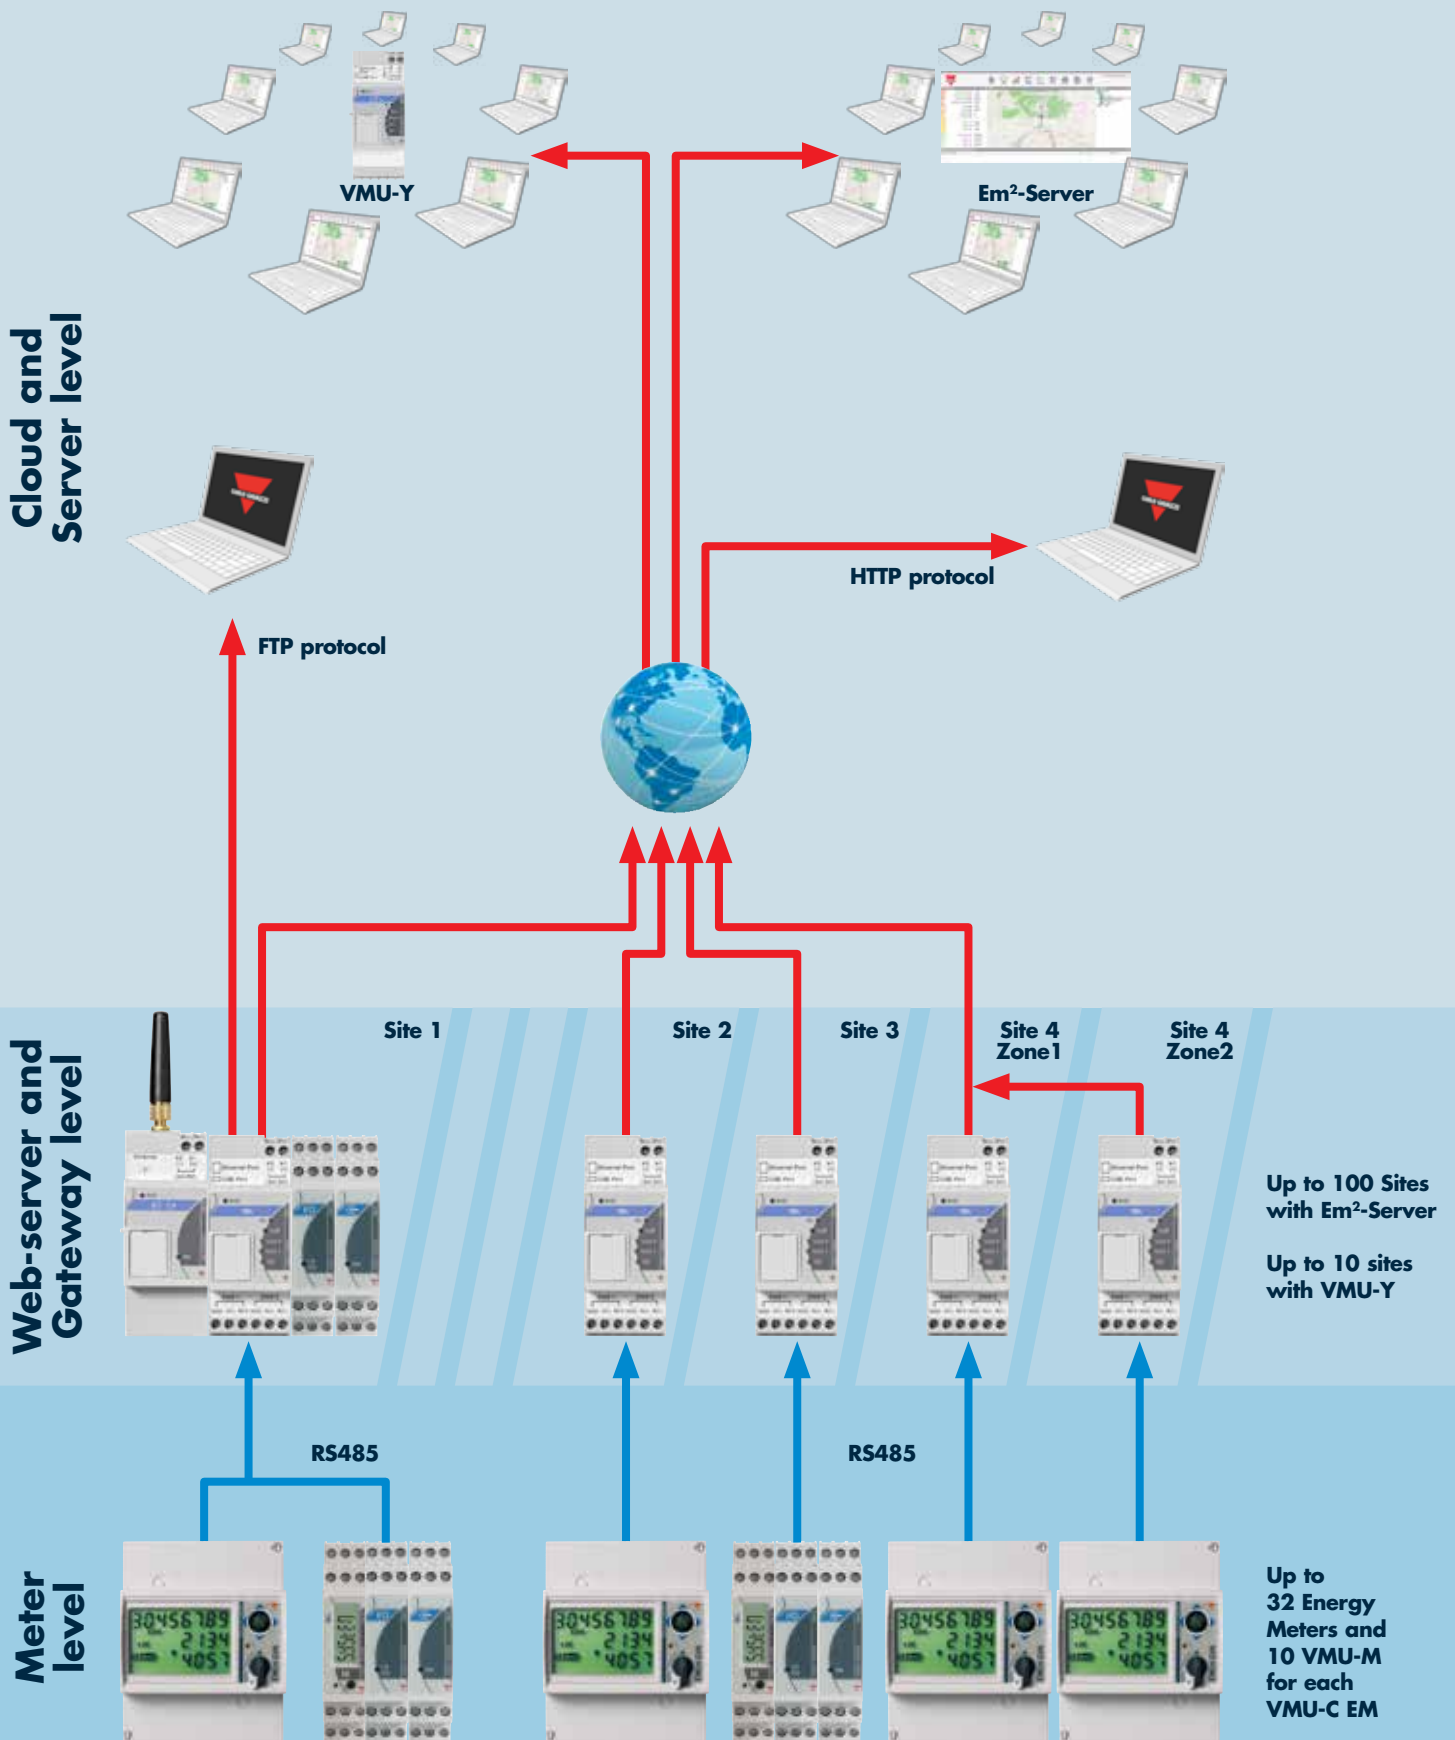 VMU-Y
Em²-Server
Cloud and
Server level
HTTP protocol
FTP protocol
Web-server and
Gateway level
Site 1
Site 2
Site 3
Site 4
Zone1
Site 4
Zone2
Up to 100 Sites
with Em²-Server
Up to 10 sites
with VMU-Y
RS485
RS485
Meter
level
Up to
32 Energy
Meters and
10 VMU-M
for each
VMU-C EM